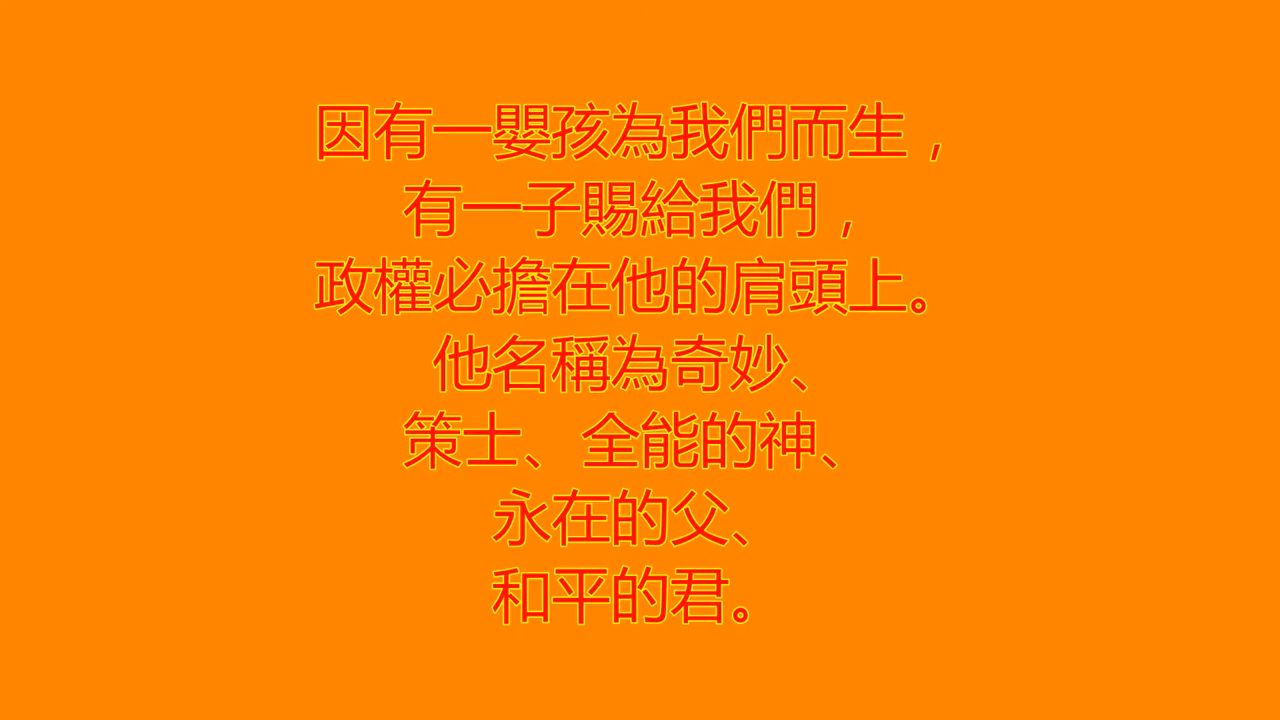 因有一嬰孩為我們而生，
有一子賜給我們，
政權必擔在他的肩頭上。
他名稱為奇妙、
策士、全能的神、
永在的父、
和平的君。